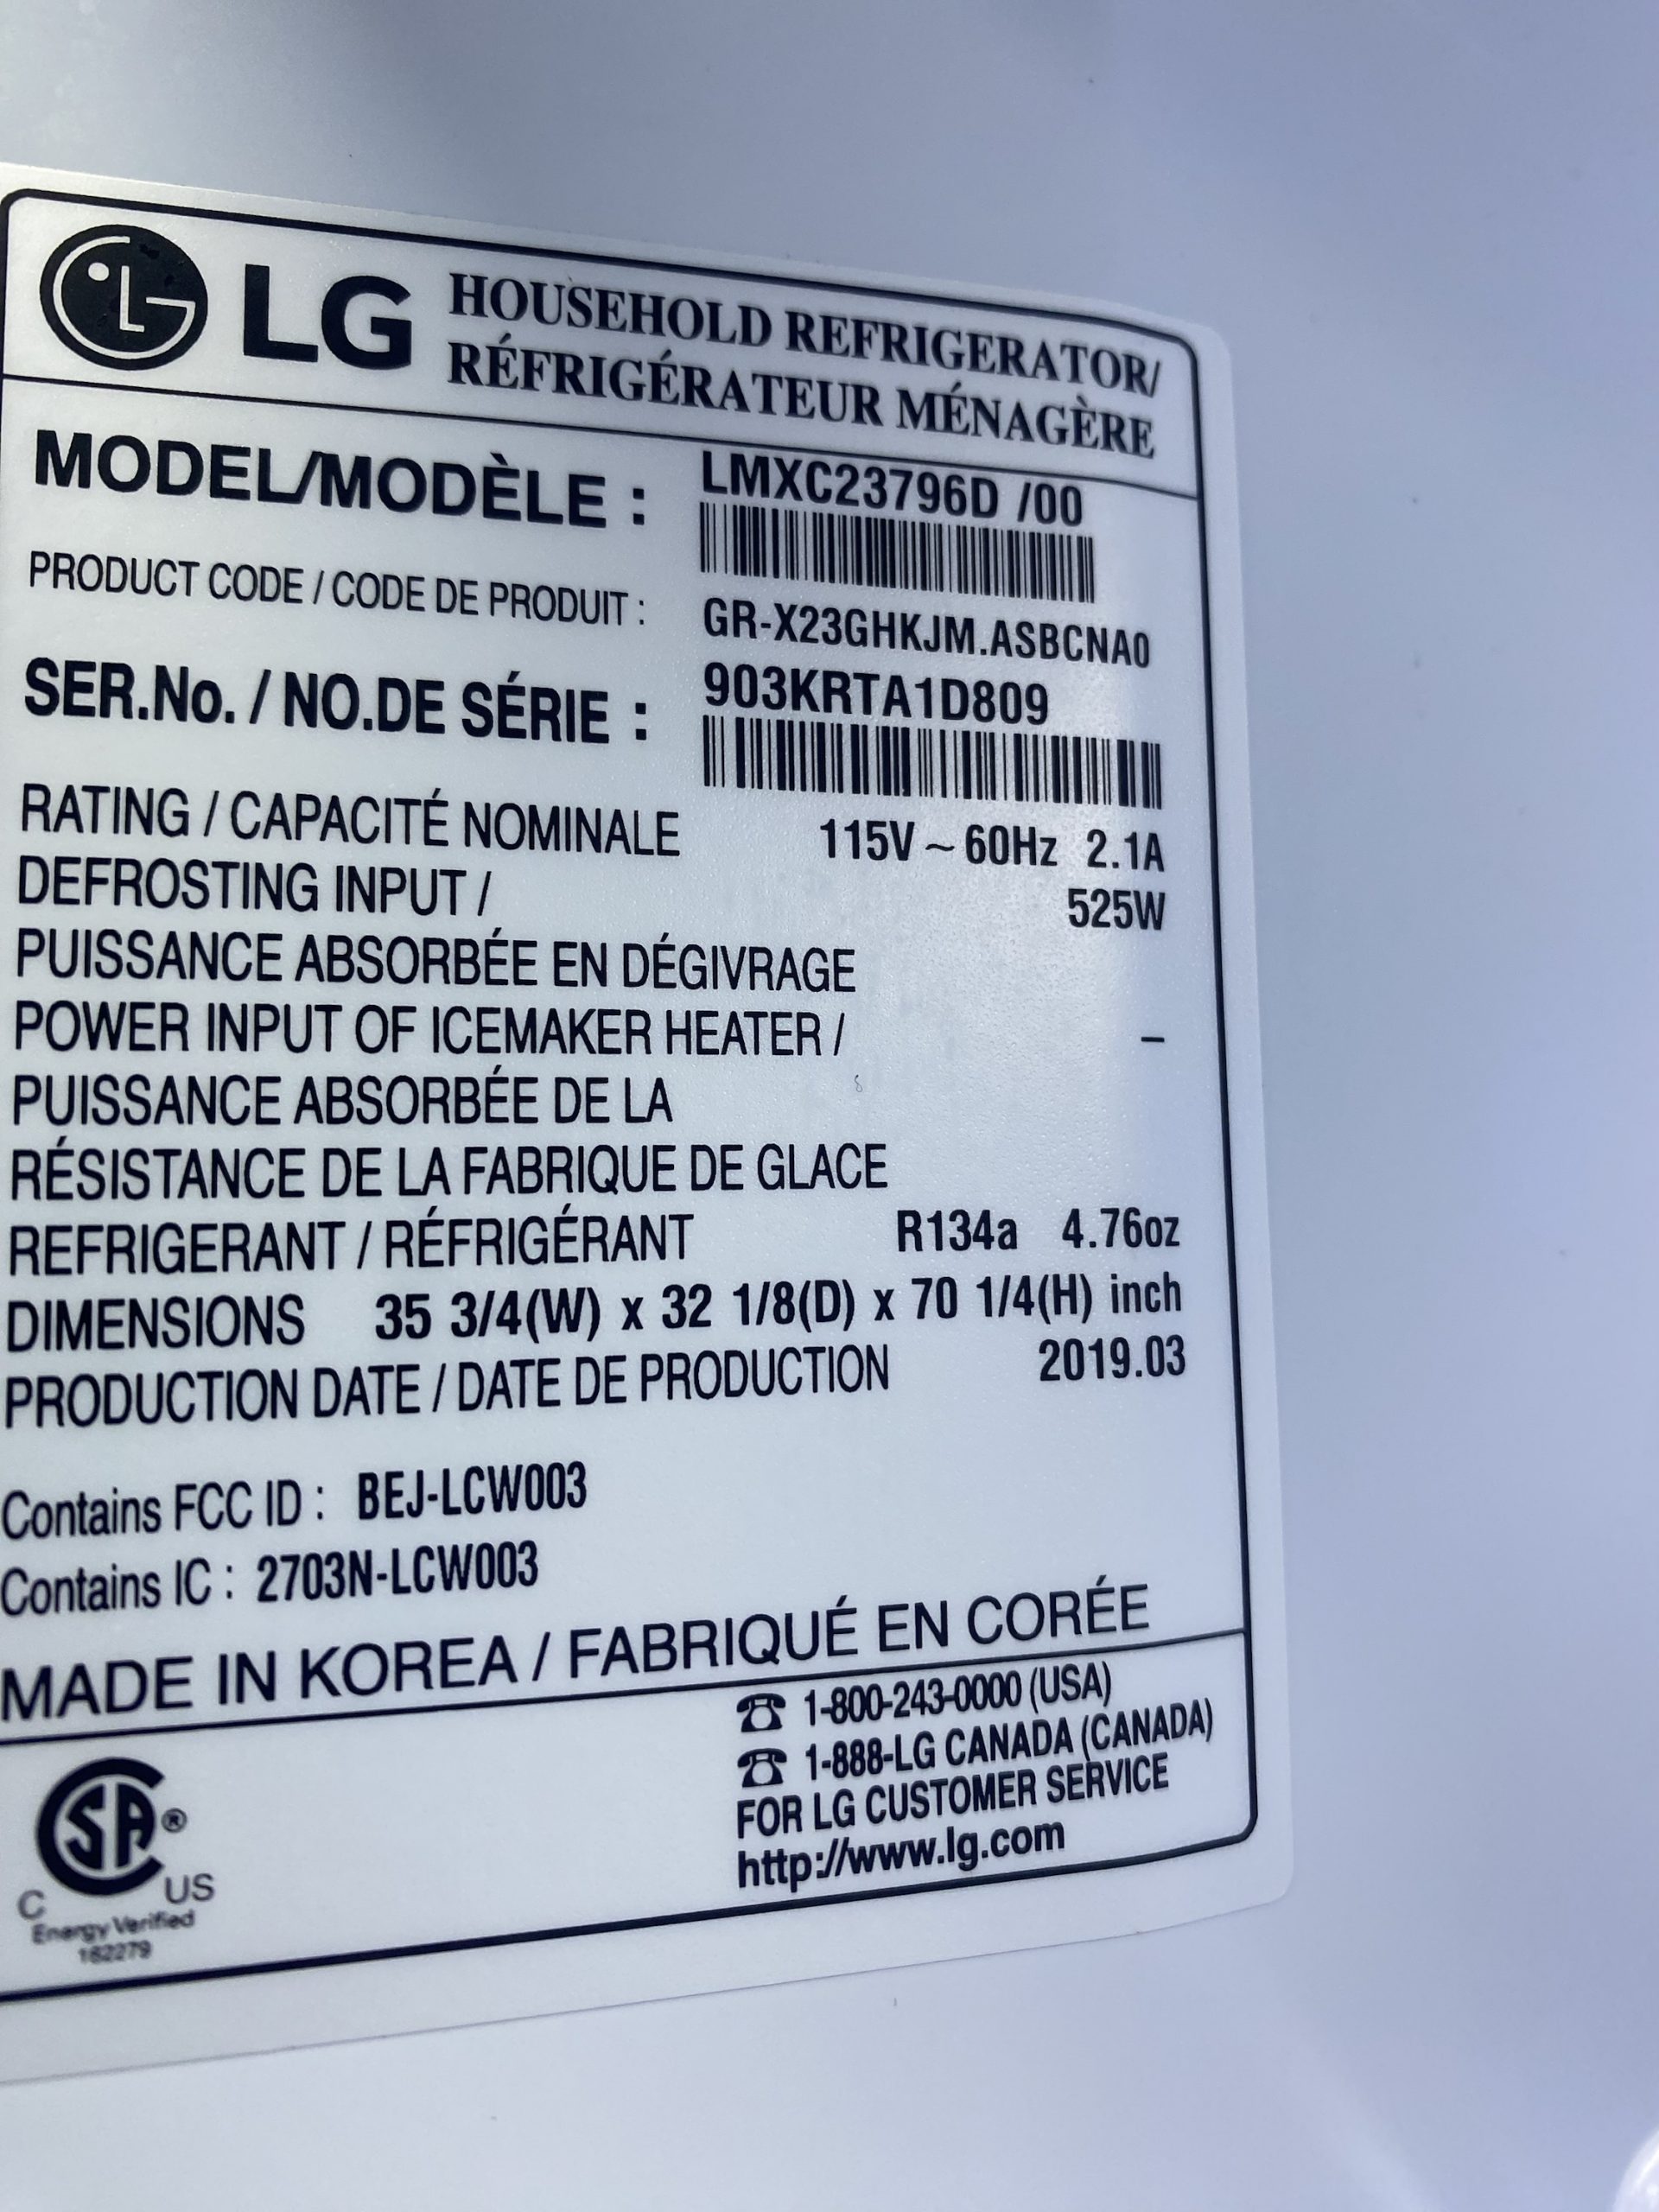 LG HOUSEHOLD REFRIGERATOR/
RÉFRIGÉRATEUR MÉNAGÈRE
MODEL/MODÈLE : LMXC23796D /00
PRODUCT CODE / CODE DE PRODUIT : GR-X23GHKJM.ASBCNA0
SER.No. / NO.DE SÉRIE : 903KRTA1D809
RATING / CAPACITÉ NOMINALE 115V ~ 60Hz 2.1A
DEFROSTING INPUT / 525W
PUISSANCE ABSORBÉE EN DÉGIVRAGE
POWER INPUT OF ICEMAKER HEATER / –
PUISSANCE ABSORBÉE DE LA
RÉSISTANCE DE LA FABRIQUE DE GLACE
REFRIGERANT / RÉFRIGÉRANT R134a 4.76oz
DIMENSIONS 35 3/4(W) x 32 1/8(D) x 70 1/4(H) inch
PRODUCTION DATE / DATE DE PRODUCTION 2019.03
Contains FCC ID : BEJ-LCW003
Contains IC : 2703N-LCW003
MADE IN KOREA / FABRIQUÉ EN CORÉE
☎ 1-800-243-0000 (USA)
☎ 1-888-LG CANADA (CANADA)
FOR LG CUSTOMER SERVICE
http://www.lg.com
SA®
C US
Energy Verified
162279